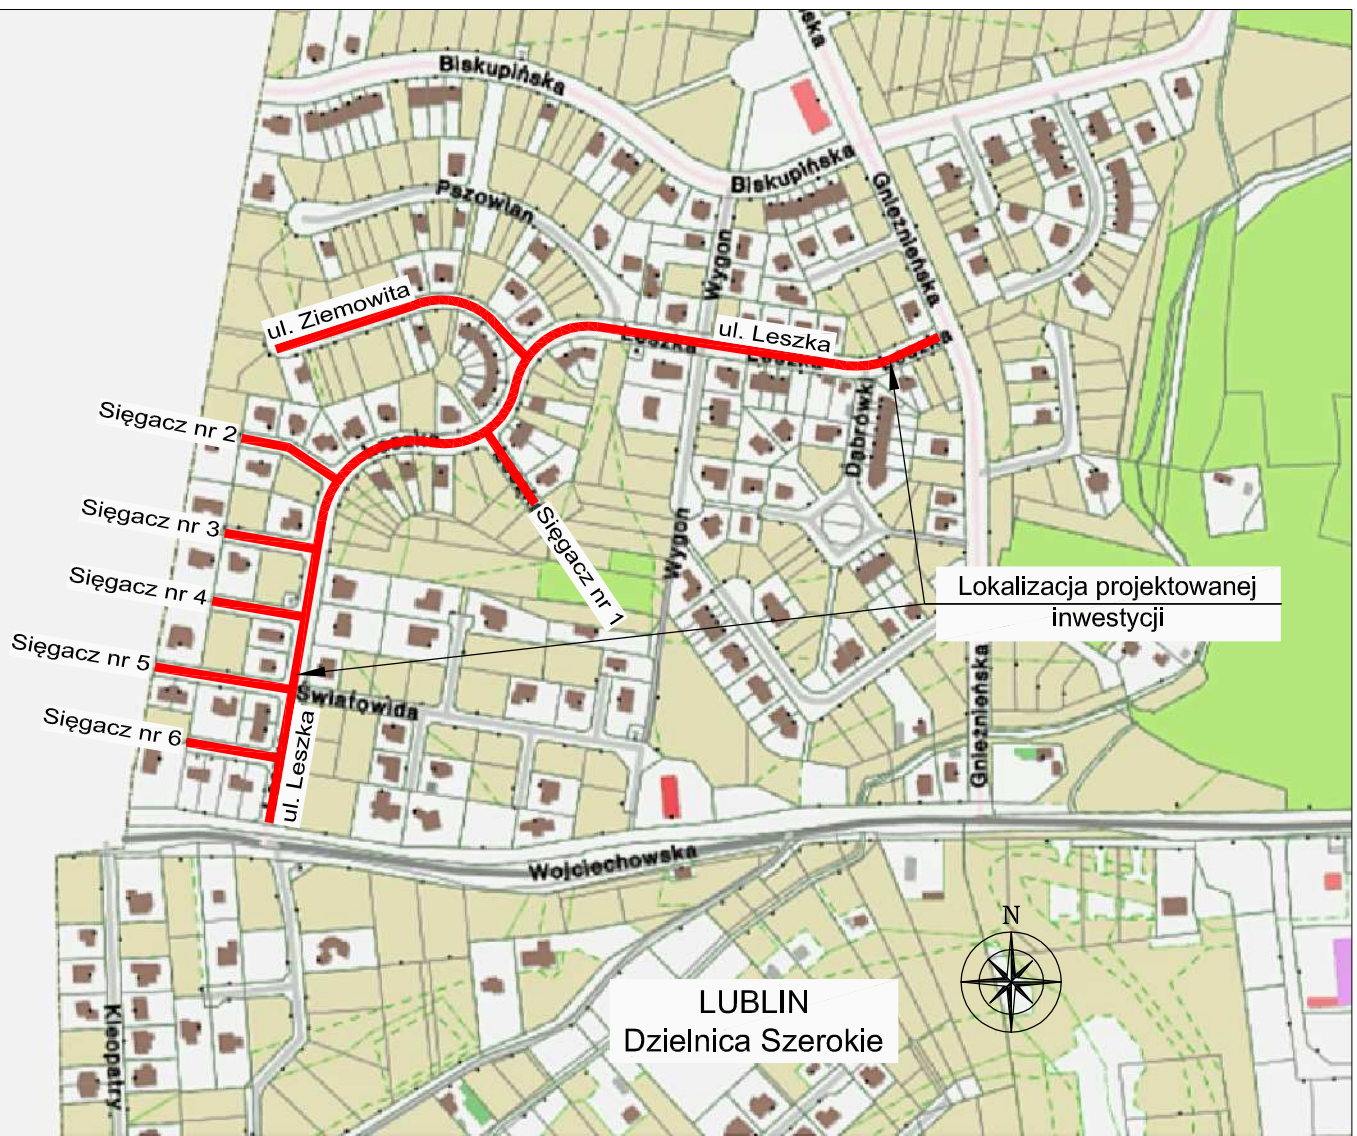 Biskupińska
Biskupińska
Gnieźnieńska
Pszowian
Wygon
ul. Ziemowita
ul. Leszka
Leszka
Leszka
Sięgacz nr 2
Dąbrówki
Sięgacz nr 3
Sięgacz nr 1
Wygon
Sięgacz nr 4
Lokalizacja projektowanej
inwestycji
Sięgacz nr 5
Światowida
Sięgacz nr 6
ul. Leszka
Gnieźnieńska
Wojciechowska
N
LUBLIN
Dzielnica Szerokie
Kleopatry